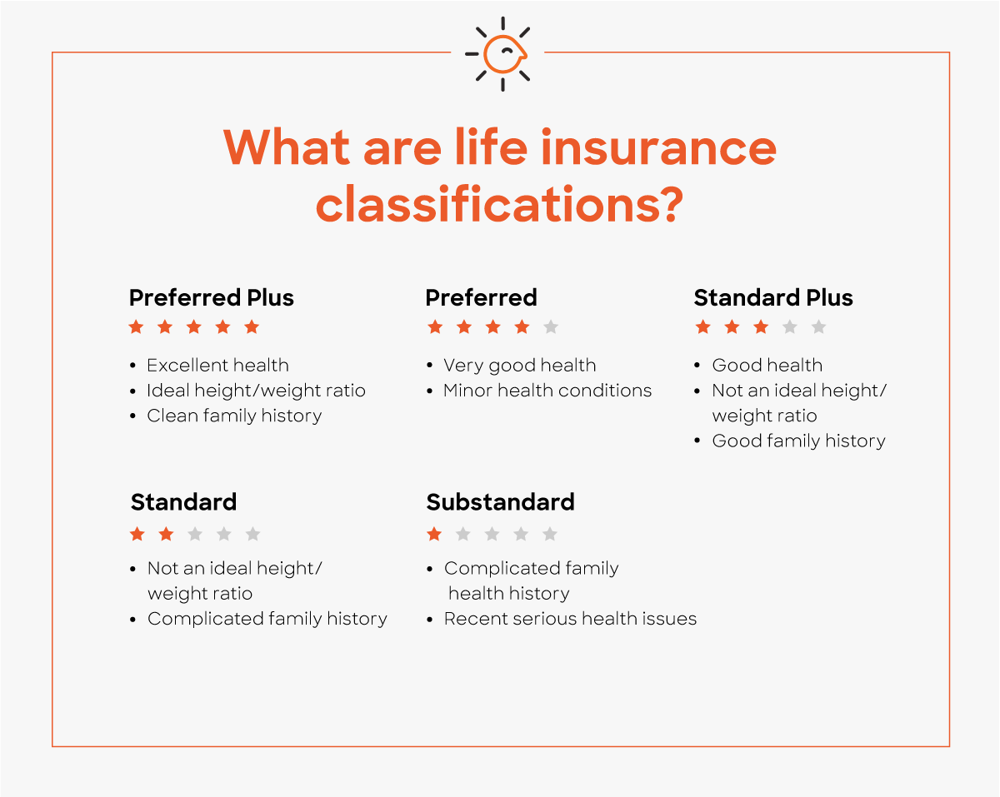 What are life insurance
classifications?
Preferred Plus
• Excellent health
• Ideal height/weight ratio
• Clean family history
Preferred
• Very good health
• Minor health conditions
Standard Plus
• Good health
• Not an ideal height/
weight ratio
• Good family history
Standard
• Not an ideal height/
weight ratio
• Complicated family history
Substandard
• Complicated family
health history
• Recent serious health issues